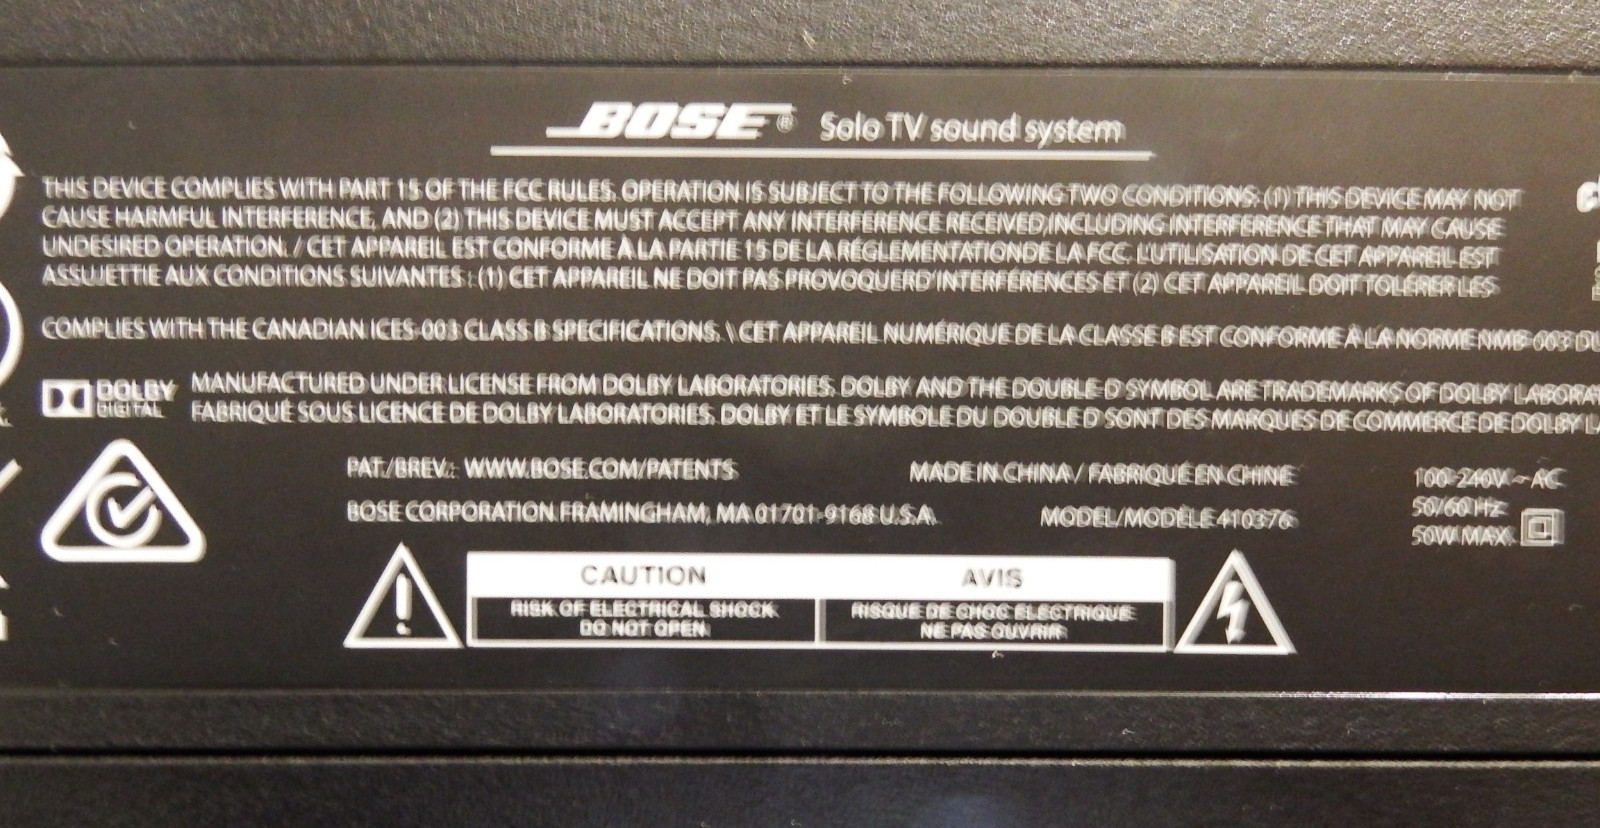 BOSE® Solo TV sound system
THIS DEVICE COMPLIES WITH PART 15 OF THE FCC RULES. OPERATION IS SUBJECT TO THE FOLLOWING TWO CONDITIONS: (1) THIS DEVICE MAY NOT
CAUSE HARMFUL INTERFERENCE, AND (2) THIS DEVICE MUST ACCEPT ANY INTERFERENCE RECEIVED, INCLUDING INTERFERENCE THAT MAY CAUSE
UNDESIRED OPERATION. / CET APPAREIL EST CONFORME À LA PARTIE 15 DE LA RÉGLEMENTATION DE LA FCC. L'UTILISATION DE CET APPAREIL EST
ASSUJETTIE AUX CONDITIONS SUIVANTES : (1) CET APPAREIL NE DOIT PAS PROVOQUER D'INTERFÉRENCES ET (2) CET APPAREIL DOIT TOLÉRER LES
COMPLIES WITH THE CANADIAN ICES-003 CLASS B SPECIFICATIONS. \ CET APPAREIL NUMÉRIQUE DE LA CLASSE B EST CONFORME À LA NORME NMB-003 DU
DOLBY
DIGITAL
MANUFACTURED UNDER LICENSE FROM DOLBY LABORATORIES. DOLBY AND THE DOUBLE-D SYMBOL ARE TRADEMARKS OF DOLBY LABORAT
FABRIQUÉ SOUS LICENCE DE DOLBY LABORATORIES. DOLBY ET LE SYMBOLE DU DOUBLE D SONT DES MARQUES DE COMMERCE DE DOLBY LA
PAT./BREV.: WWW.BOSE.COM/PATENTS
MADE IN CHINA / FABRIQUÉ EN CHINE
100-240V ~ AC
50/60 Hz
50W MAX.
BOSE CORPORATION FRAMINGHAM, MA 01701-9168 U.S.A.
MODEL/MODÈLE 410376
CAUTION
RISK OF ELECTRICAL SHOCK
DO NOT OPEN
AVIS
RISQUE DE CHOC ELECTRIQUE
NE PAS OUVRIR